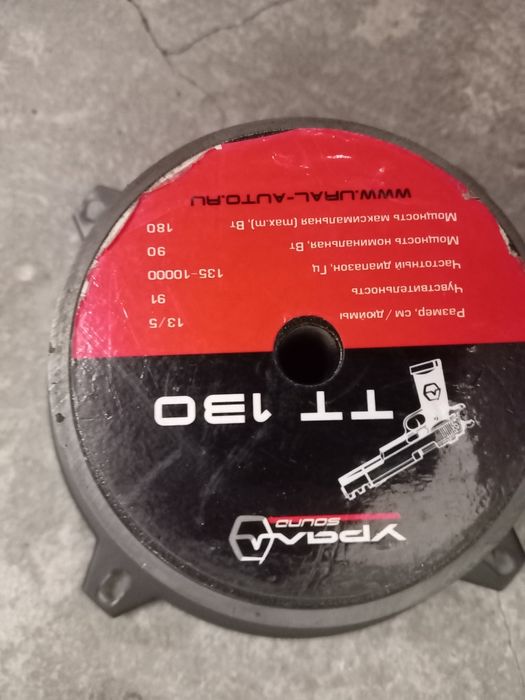 УРАЛ
SOUND
ТТ 130
Размер, см / дюймы 13/5
Чувствительность 91
Частотный диапазон, Гц 135-10000
Мощность номинальная, Вт 90
Мощность максимальная (max.m), Вт 180
WWW.URAL-AUTO.RU